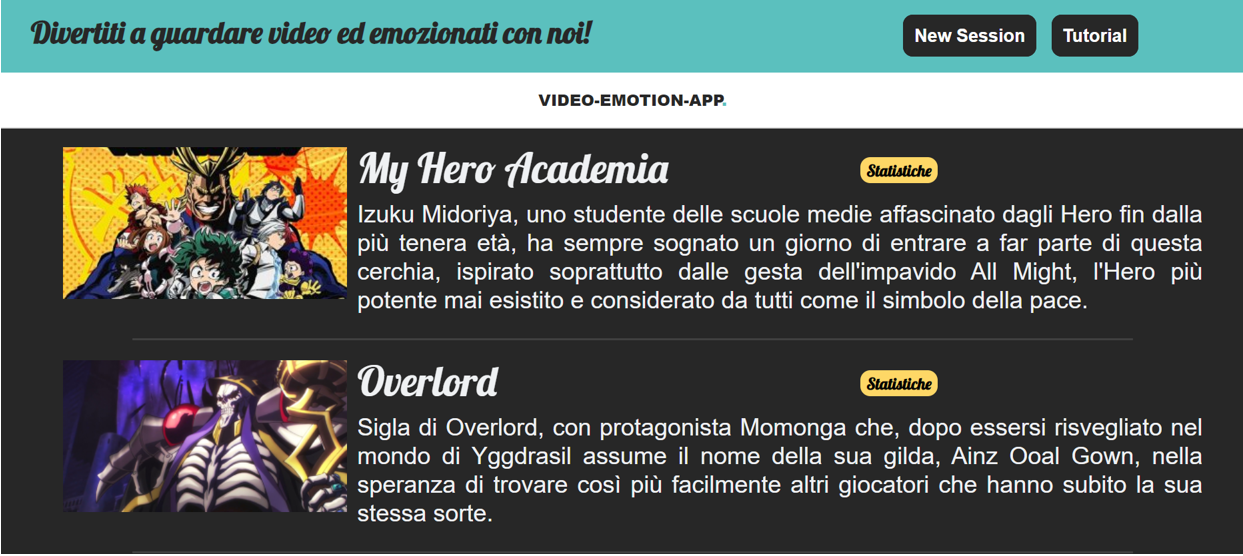 Divertiti a guardare video ed emozionati con noi!
New Session
Tutorial
VIDEO-EMOTION-APP.
My Hero Academia
Statistiche
Izuku Midoriya, uno studente delle scuole medie affascinato dagli Hero fin dalla
più tenera età, ha sempre sognato un giorno di entrare a far parte di questa
cerchia, ispirato soprattutto dalle gesta dell'impavido All Might, l'Hero più
potente mai esistito e considerato da tutti come il simbolo della pace.
Overlord
Statistiche
Sigla di Overlord, con protagonista Momonga che, dopo essersi risvegliato nel
mondo di Yggdrasil assume il nome della sua gilda, Ainz Ooal Gown, nella
speranza di trovare così più facilmente altri giocatori che hanno subito la sua
stessa sorte.